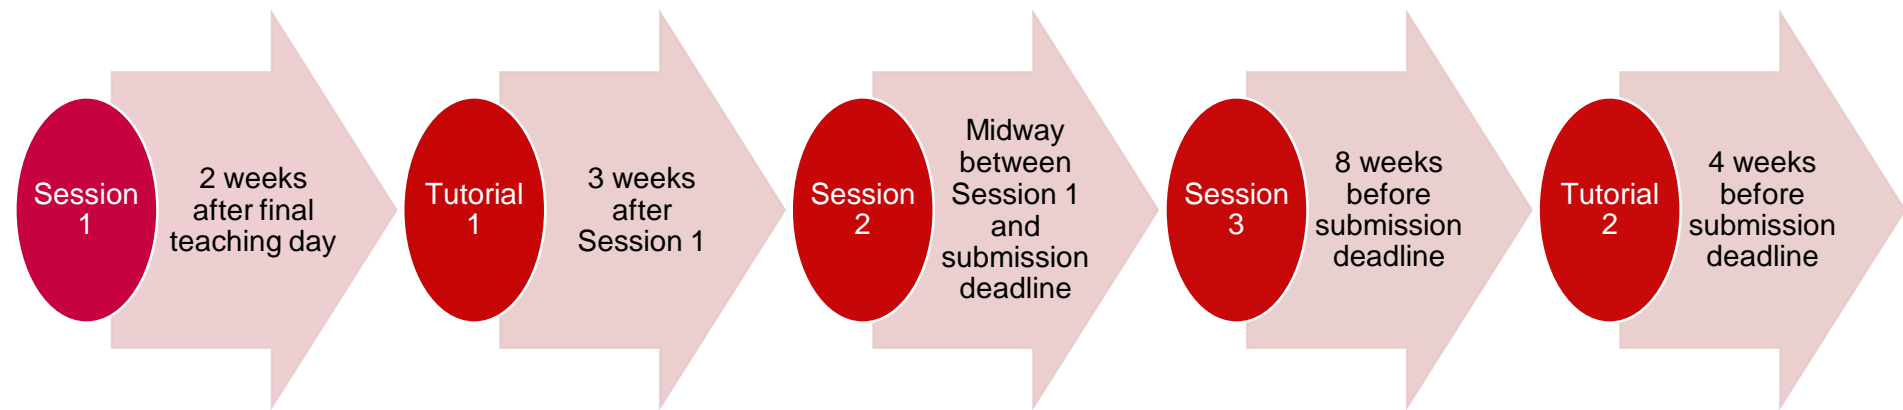 Session
1
2 weeks
after final
teaching day
Tutorial
1
3 weeks
after
Session 1
Session
2
Midway
between
Session 1
and
submission
deadline
Session
3
8 weeks
before
submission
deadline
Tutorial
2
4 weeks
before
submission
deadline